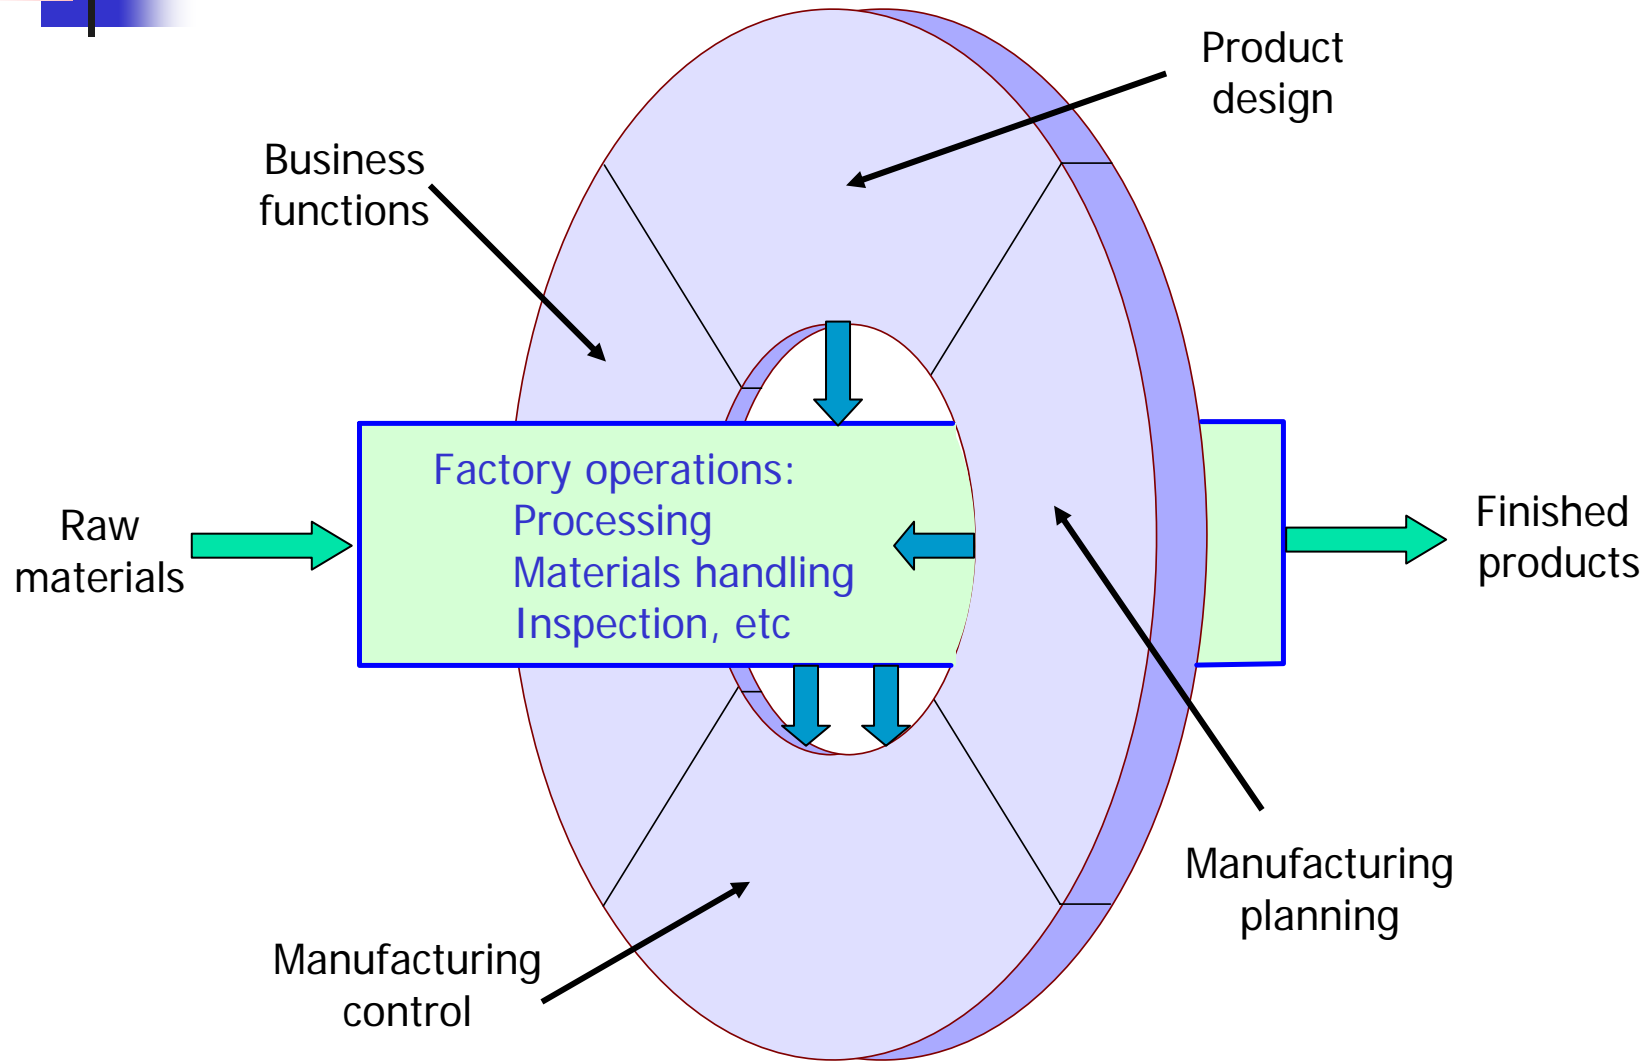 Product
design
Business
functions
Factory operations:
Processing
Materials handling
Inspection, etc
Raw
materials
Finished
products
Manufacturing
planning
Manufacturing
control